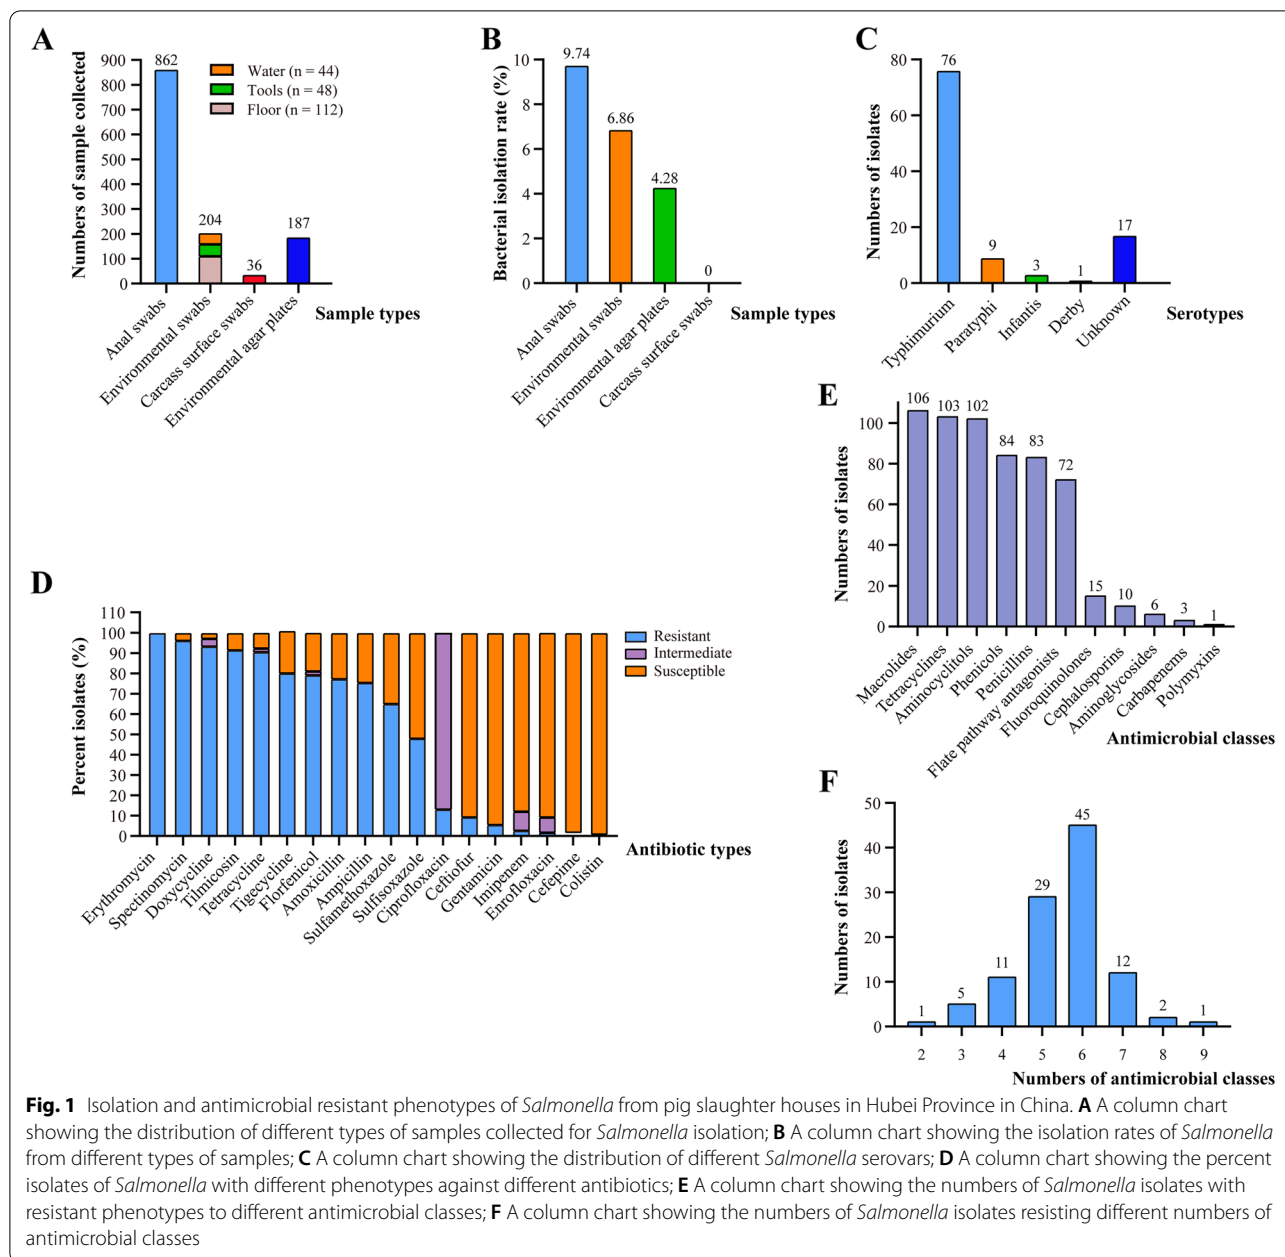 A
Numbers of sample collected
900
800
700
600
500
400
300
200
100
0
862
204
36
187
Water (n = 44)
Tools (n = 48)
Floor (n = 112)
Anal swabs
Environmental swabs
Carcass surface swabs
Environmental agar plates
Sample types
B
Bacterial isolation rate (%)
10
8
6
4
2
0
9.74
6.86
4.28
0
Anal swabs
Environmental swabs
Environmental agar plates
Carcass surface swabs
Sample types
C
Numbers of isolates
80
60
40
20
0
76
9
3
1
17
Typhimurium
Paratyphi
Infantis
Derby
Unknown
Serotypes
D
Percent isolates (%)
110
100
90
80
70
60
50
40
30
20
10
0
Resistant
Intermediate
Susceptible
Erythromycin
Spectinomycin
Doxycycline
Tilmicosin
Tetracycline
Tigecycline
Florfenicol
Amoxicillin
Ampicillin
Sulfamethoxazole
Sulfisoxazole
Ciprofloxacin
Ceftiofur
Gentamicin
Imipenem
Enrofloxacin
Cefepime
Colistin
Antibiotic types
E
Numbers of isolates
100
80
60
40
20
0
106
103
102
84
83
72
15
10
6
3
1
Macrolides
Tetracyclines
Aminocyclitols
Phenicols
Penicillins
Flate pathway antagonists
Fluoroquinolones
Cephalosporins
Aminoglycosides
Carbapenems
Polymyxins
Antimicrobial classes
F
Numbers of isolates
50
40
30
20
10
0
1
5
11
29
45
12
2
1
2
3
4
5
6
7
8
9
Numbers of antimicrobial classes
Fig. 1 Isolation and antimicrobial resistant phenotypes of Salmonella from pig slaughter houses in Hubei Province in China. A A column chart
showing the distribution of different types of samples collected for Salmonella isolation; B A column chart showing the isolation rates of Salmonella
from different types of samples; C A column chart showing the distribution of different Salmonella serovars; D A column chart showing the percent
isolates of Salmonella with different phenotypes against different antibiotics; E A column chart showing the numbers of Salmonella isolates with
resistant phenotypes to different antimicrobial classes; F A column chart showing the numbers of Salmonella isolates resisting different numbers of
antimicrobial classes